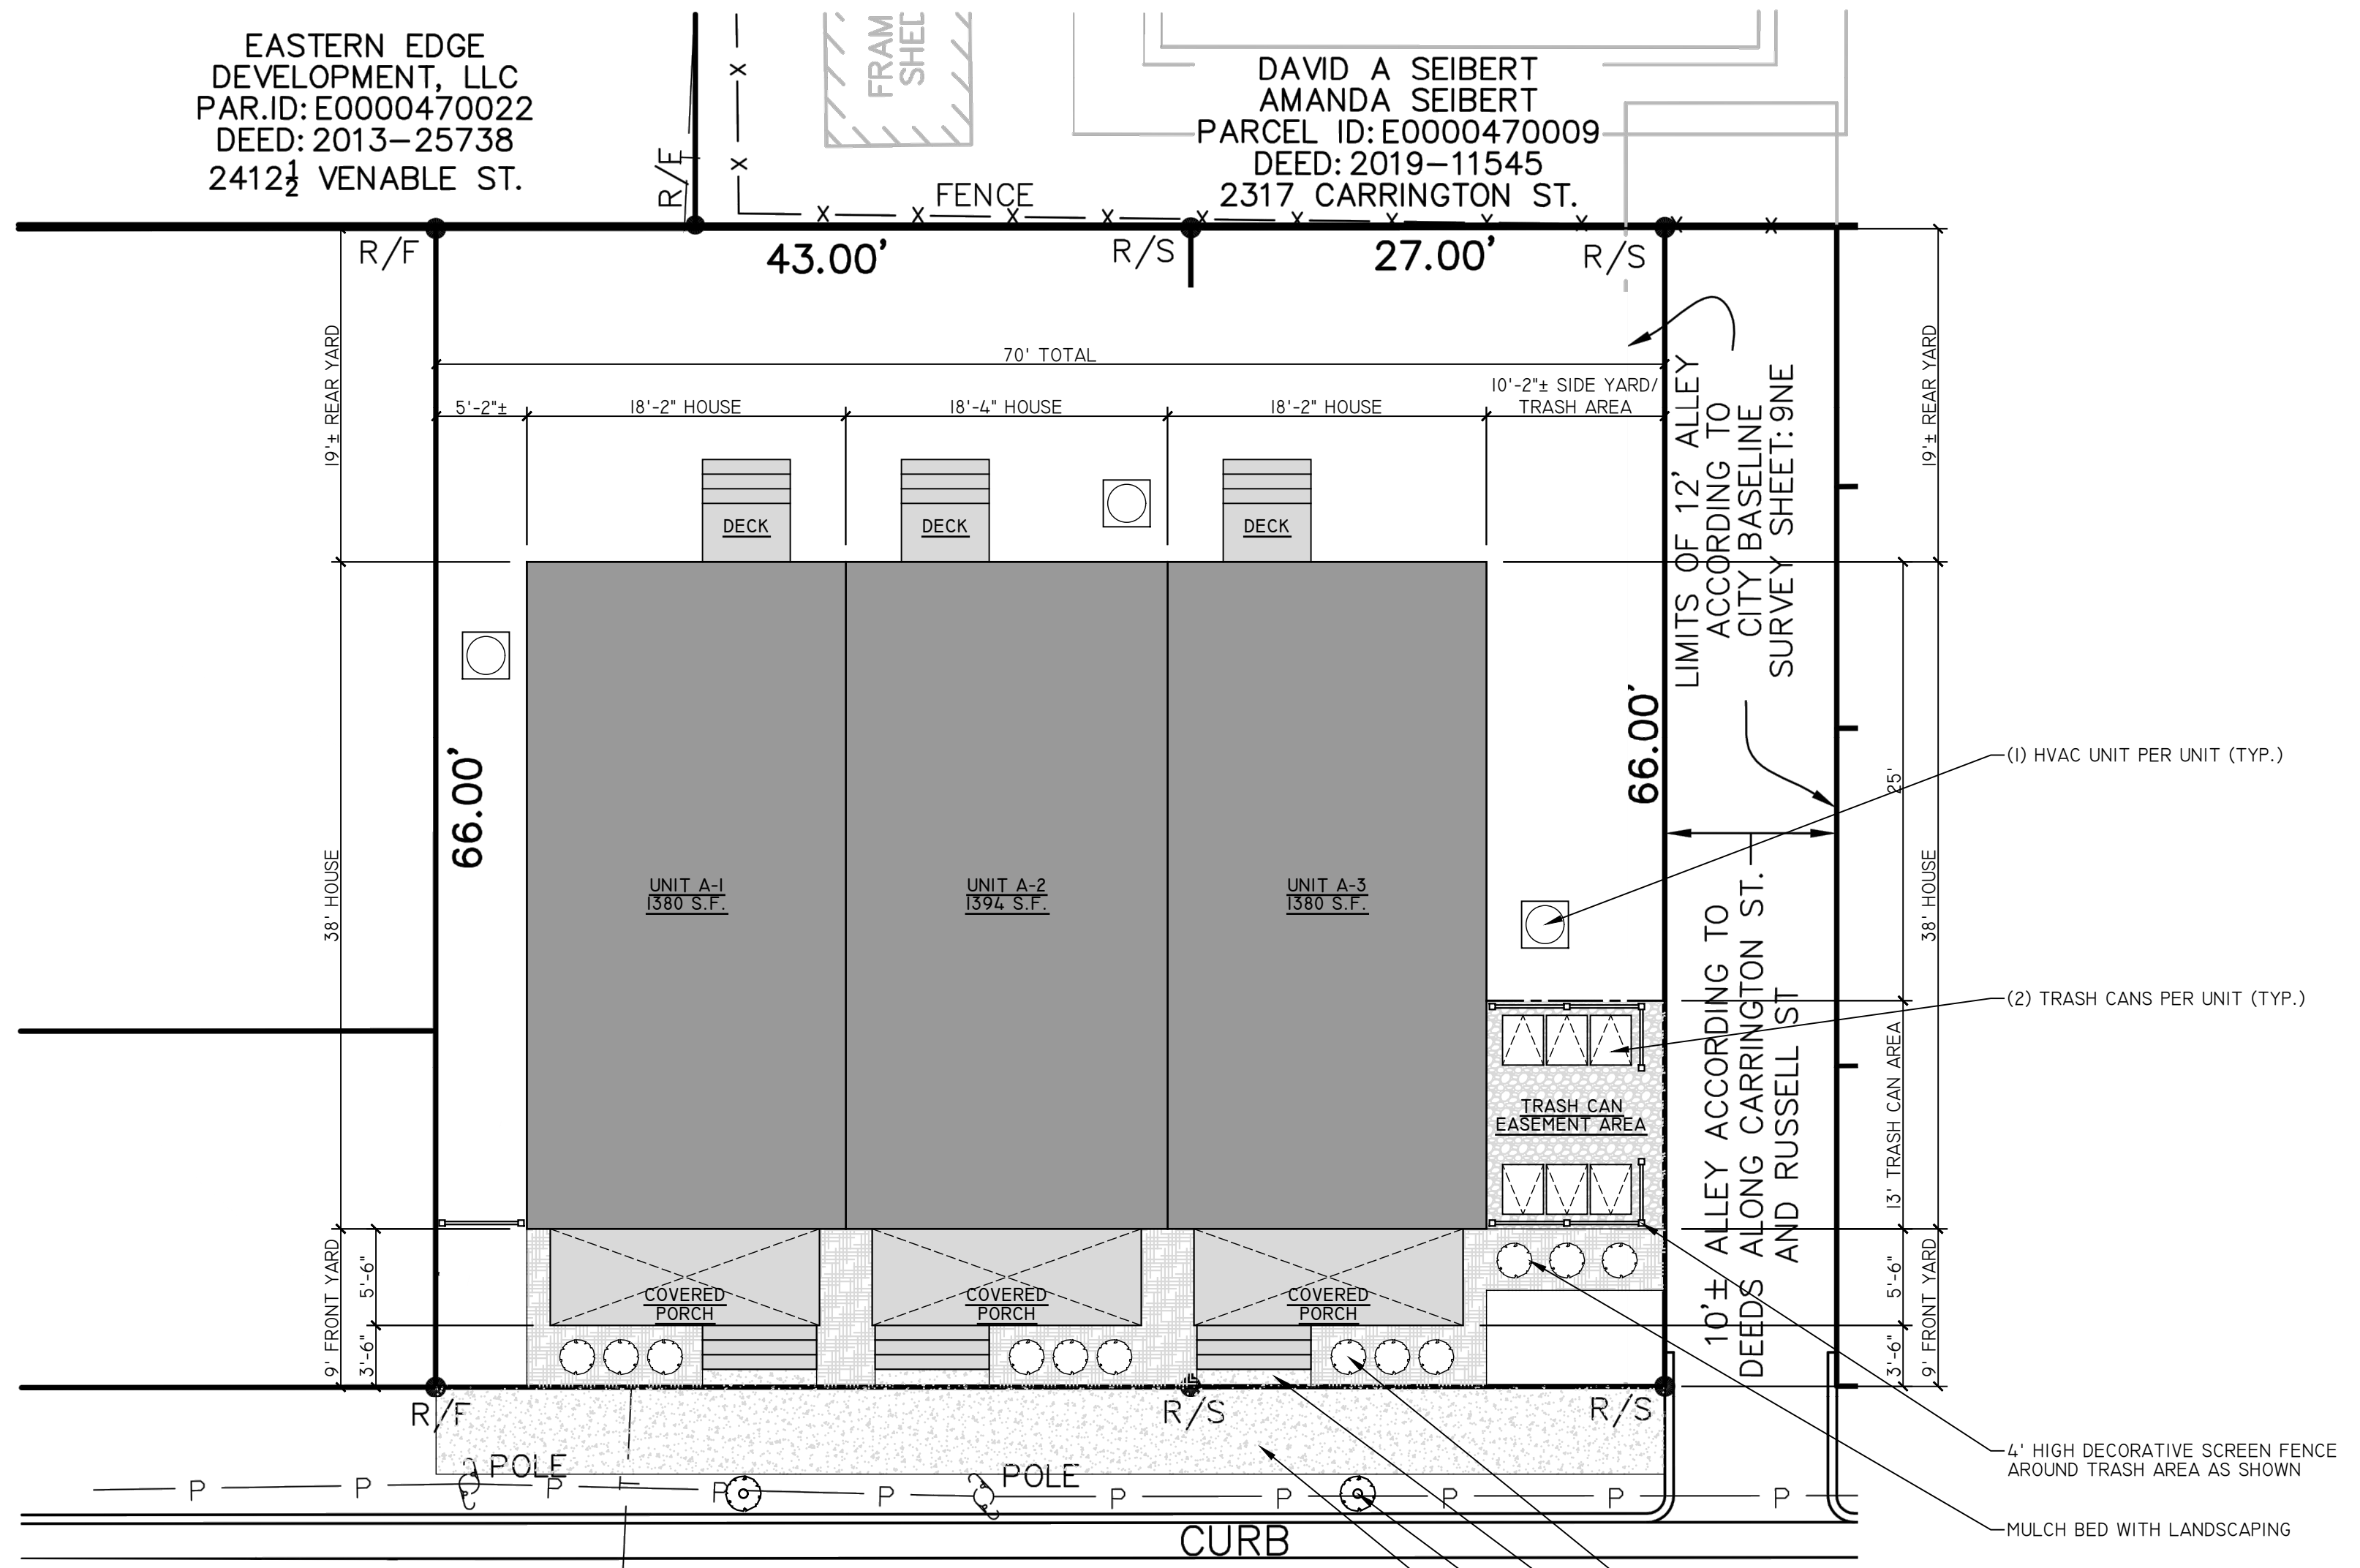 EASTERN EDGE
DEVELOPMENT, LLC
PAR.ID: E0000470022
DEED: 2013-25738
2412½ VENABLE ST.
R/F
FRAM
SHED
DAVID A SEIBERT
AMANDA SEIBERT
PARCEL ID: E0000470009
DEED: 2019-11545
2317 CARRINGTON ST.
FENCE
R/F
43.00'
R/S
27.00'
R/S
70' TOTAL
5'-2"±
18'-2" HOUSE
18'-4" HOUSE
18'-2" HOUSE
10'-2"± SIDE YARD/
TRASH AREA
19'± REAR YARD
19'± REAR YARD
LIMITS OF 12' ALLEY
ACCORDING TO
CITY BASELINE
SURVEY SHEET: 9NE
DECK
DECK
DECK
66.00'
66.00'
38' HOUSE
25'
38' HOUSE
(1) HVAC UNIT PER UNIT (TYP.)
UNIT A-1
1380 S.F.
UNIT A-2
1394 S.F.
UNIT A-3
1380 S.F.
(2) TRASH CANS PER UNIT (TYP.)
TRASH CAN
EASEMENT AREA
13' TRASH CAN AREA
10'± ALLEY ACCORDING TO
DEEDS ALONG CARRINGTON ST.
AND RUSSELL ST
9' FRONT YARD
5'-6"
3'-6"
COVERED
PORCH
COVERED
PORCH
COVERED
PORCH
5'-6"
3'-6"
9' FRONT YARD
R/F
R/S
R/S
4' HIGH DECORATIVE SCREEN FENCE
AROUND TRASH AREA AS SHOWN
POLE
POLE
P P P P P P P P P P
MULCH BED WITH LANDSCAPING
CURB